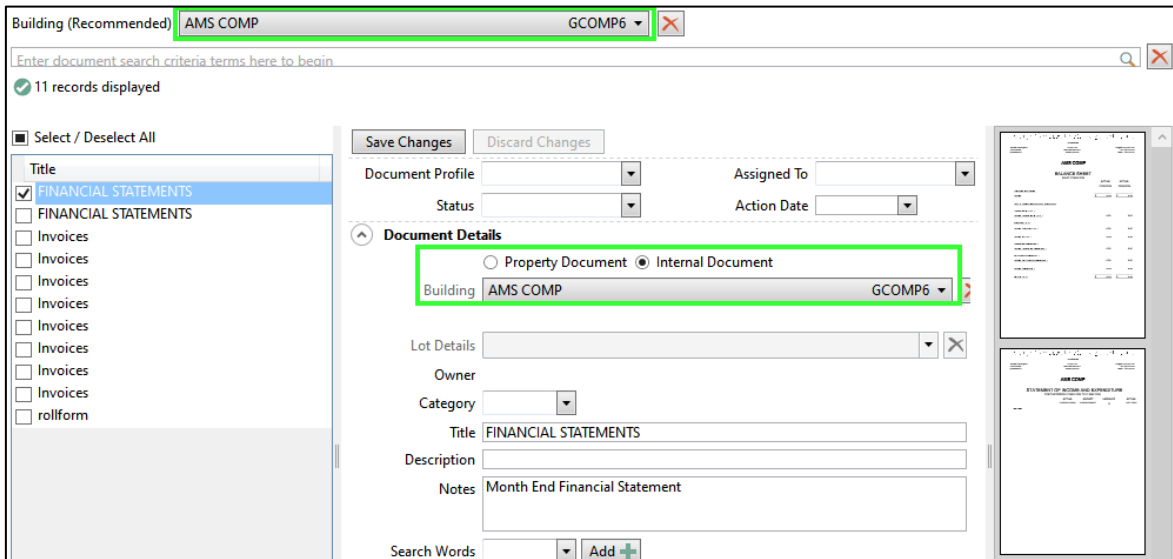 Building (Recommended) AMS COMP GCOMP6
Enter document search criteria terms here to begin
11 records displayed
Select / Deselect All
Title
FINANCIAL STATEMENTS
FINANCIAL STATEMENTS
Invoices
Invoices
Invoices
Invoices
Invoices
Invoices
Invoices
Invoices
rollform
Save Changes Discard Changes
Document Profile Assigned To
Status Action Date
Document Details
Property Document Internal Document
Building AMS COMP GCOMP6
Lot Details
Owner
Category
Title FINANCIAL STATEMENTS
Description
Notes Month End Financial Statement
Search Words Add
AMS COMP
BALANCE SHEET
AMS COMP
STATEMENT OF INCOME AND EXPENDITURE